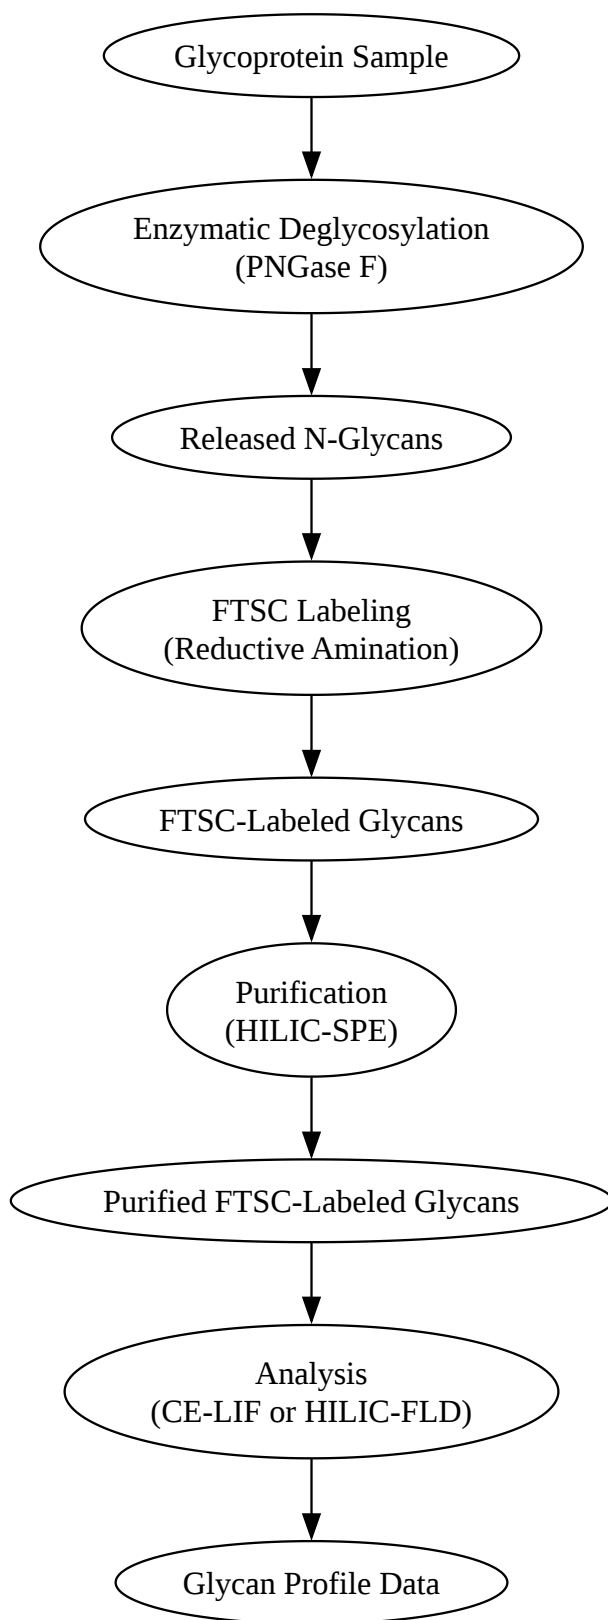 Glycoprotein Sample
Enzymatic Deglycosylation
(PNGase F)
Released N-Glycans
FTSC Labeling
(Reductive Amination)
FTSC-Labeled Glycans
Purification
(HILIC-SPE)
Purified FTSC-Labeled Glycans
Analysis
(CE-LIF or HILIC-FLD)
Glycan Profile Data